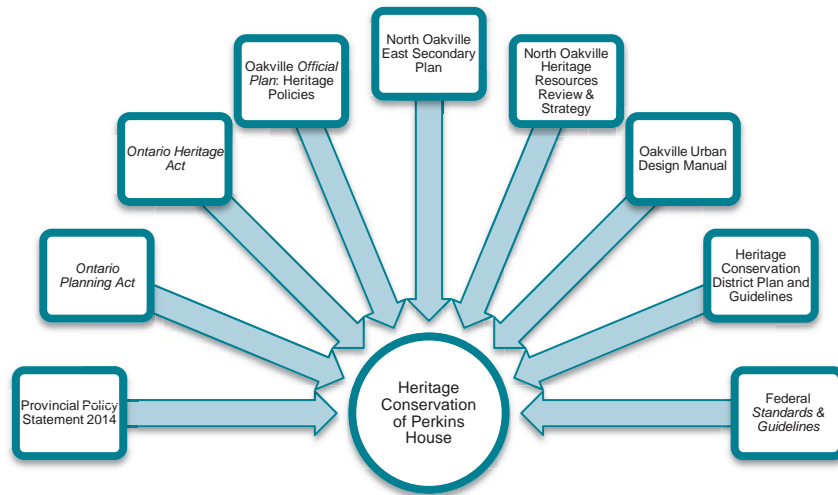 Provincial Policy
Statement 2014
Ontario
Planning Act
Ontario Heritage
Act
Oakville Official
Plan: Heritage
Policies
North Oakville
East Secondary
Plan
North Oakville
Heritage
Resources
Review &
Strategy
Oakville Urban
Design Manual
Heritage
Conservation
District Plan and
Guidelines
Federal
Standards &
Guidelines
Heritage
Conservation
of Perkins
House